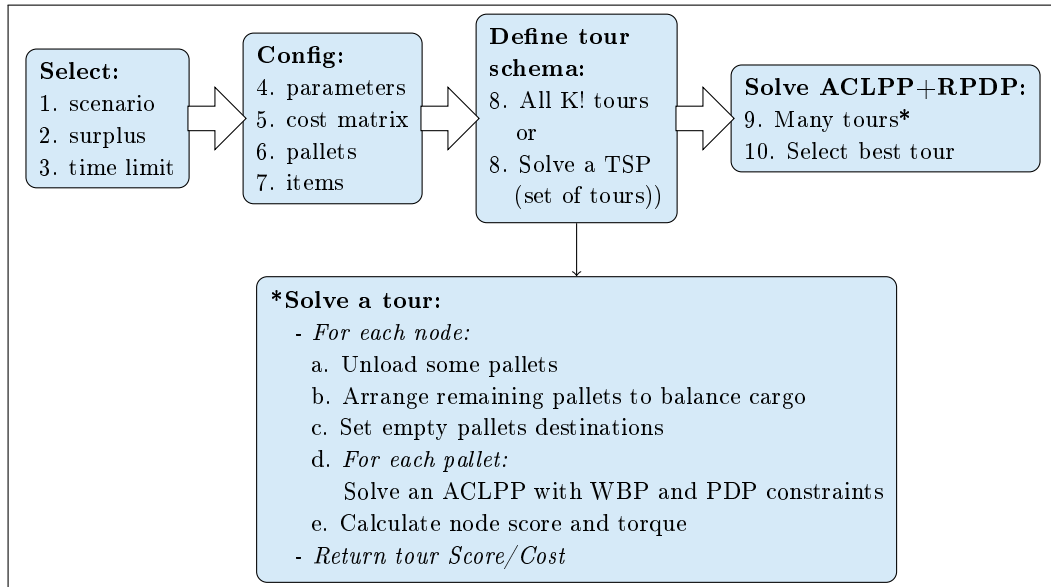 Select:
1. scenario
2. surplus
3. time limit
Config:
4. parameters
5. cost matrix
6. pallets
7. items
Define tour
schema:
8. All K! tours
or
8. Solve a TSP
(set of tours))
Solve ACLPP+RPDP:
9. Many tours*
10. Select best tour
*Solve a tour:
- For each node:
a. Unload some pallets
b. Arrange remaining pallets to balance cargo
c. Set empty pallets destinations
d. For each pallet:
Solve an ACLPP with WBP and PDP constraints
e. Calculate node score and torque
- Return tour Score/Cost